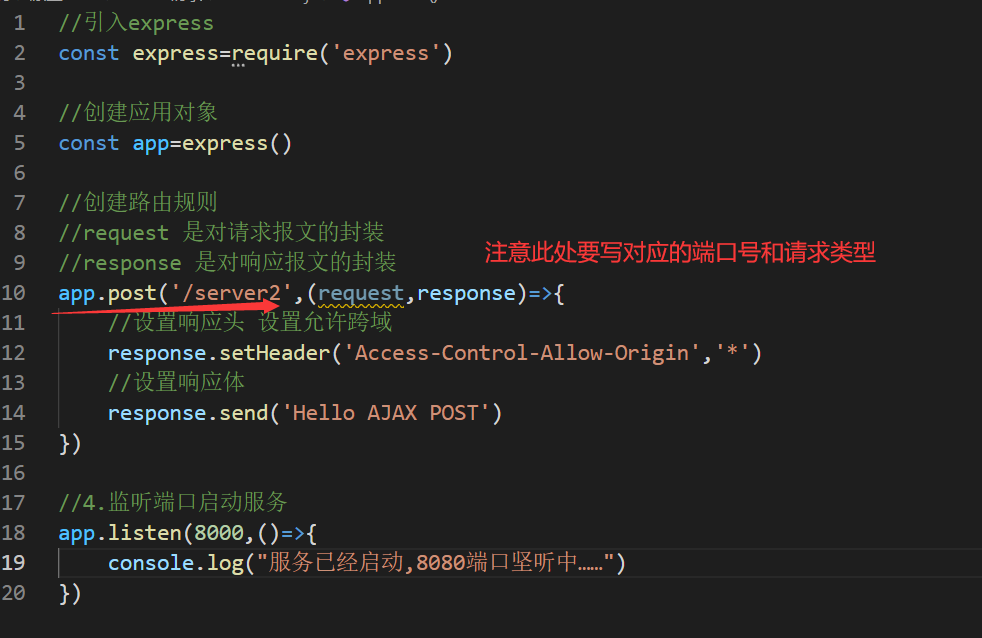 1 //引入express
2 const express=require('express')
3
4 //创建应用对象
5 const app=express()
6
7 //创建路由规则
8 //request 是对请求报文的封装
9 //response 是对响应报文的封装
注意此处要写对应的端口号和请求类型
10 app.post('/server2',(request,response)=>{
11 //设置响应头 设置允许跨域
12 response.setHeader('Access-Control-Allow-Origin','*')
13 //设置响应体
14 response.send('Hello AJAX POST')
15 })
16
17 //4.监听端口启动服务
18 app.listen(8000,()=>{
19 console.log("服务已经启动,8080端口坚听中……")
20 })